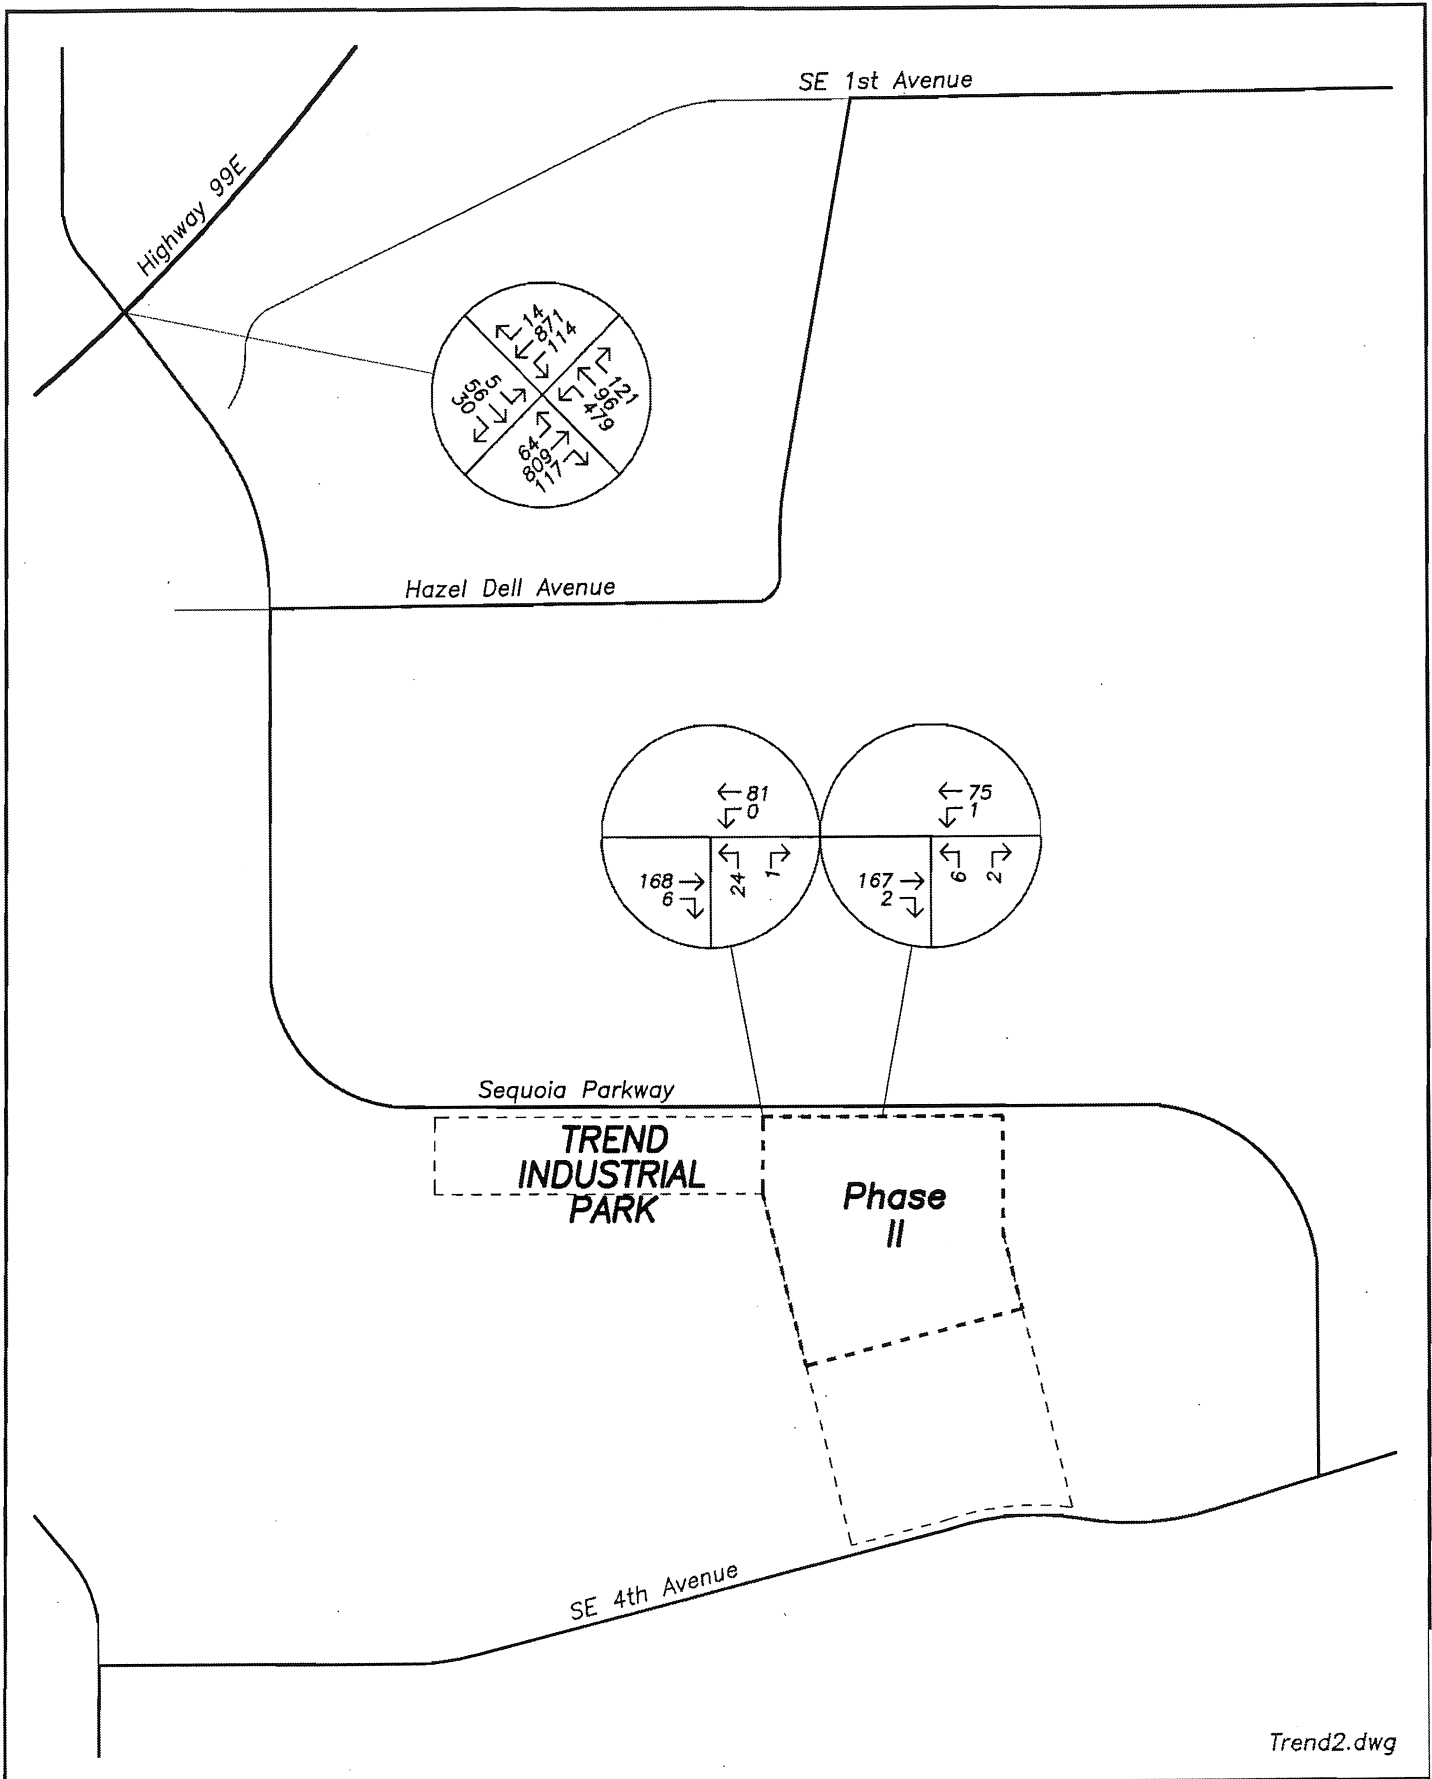 SE 1st Avenue
Highway 99E
14
871
114
121
96
479
5
56
30
64
809
117
Hazel Dell Avenue
81
0
168
6
24
1
75
1
167
2
6
2
Sequoia Parkway
TREND
INDUSTRIAL
PARK
Phase
II
SE 4th Avenue
Trend2.dwg